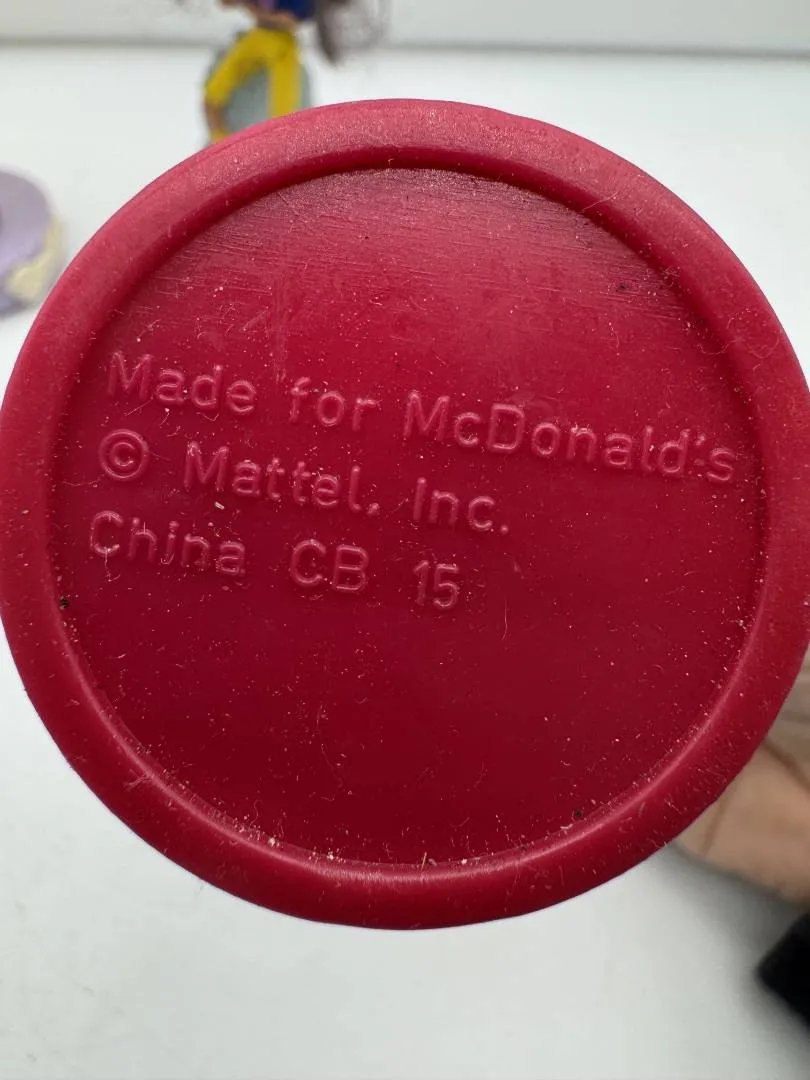 Made for McDonald's
© Mattel, Inc.
China CB 15